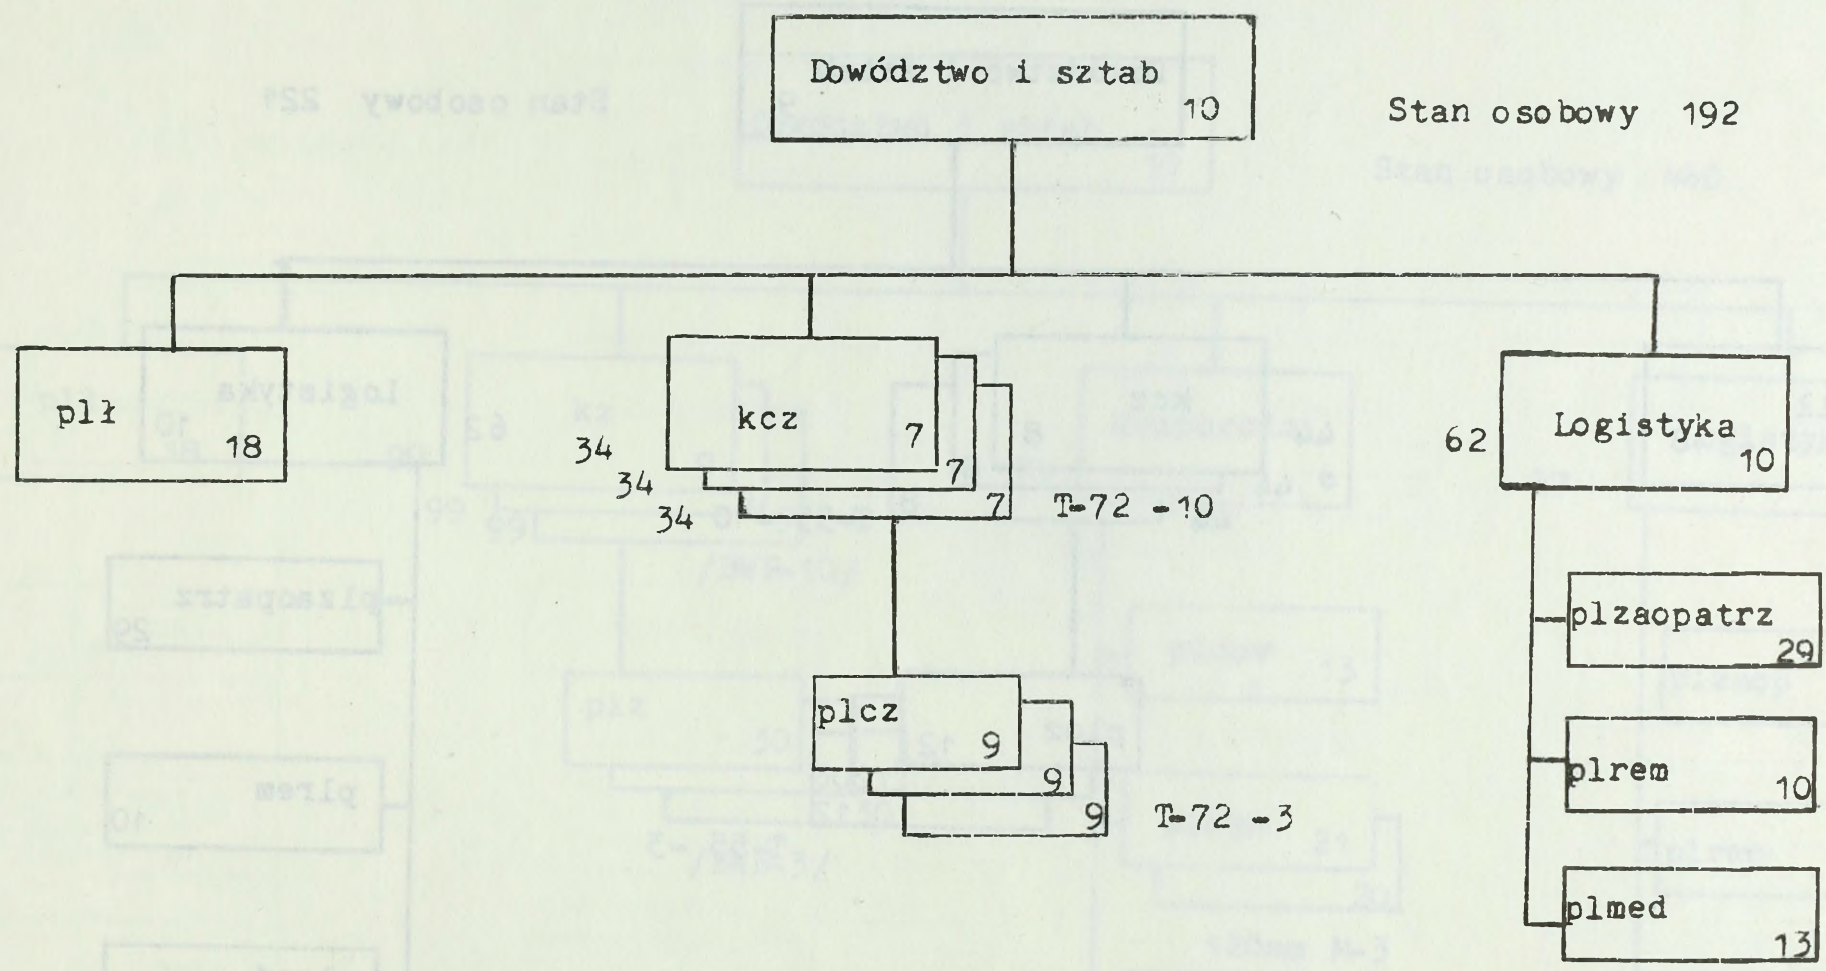 Dowództwo i sztab
10
Stan osobowy 192
plł
18
kcz
7
7
7
34
34
34
T-72 -10
62
Logistyka
10
plzaopatrz
29
plcz
9
9
9
T-72 -3
plrem
10
plmed
13